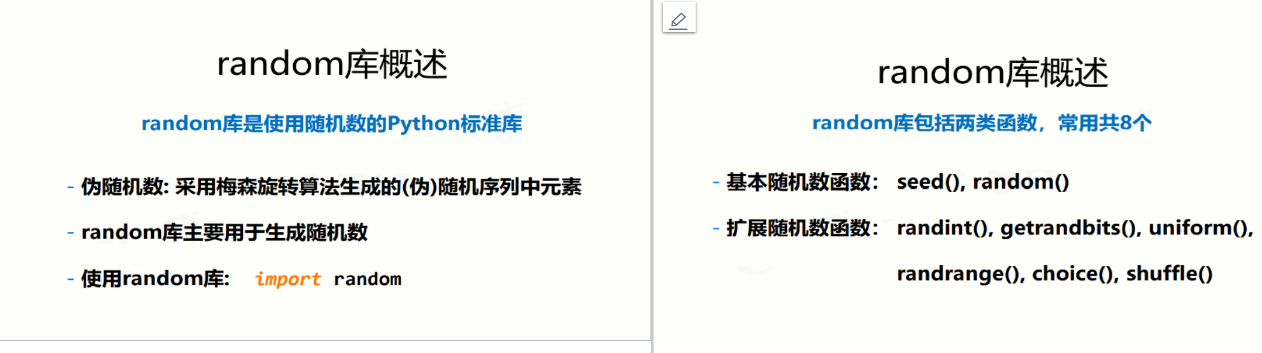 random库概述
random库是使用随机数的Python标准库
- 伪随机数: 采用梅森旋转算法生成的(伪)随机序列中元素
- random库主要用于生成随机数
- 使用random库: import random
random库概述
random库包括两类函数，常用共8个
- 基本随机数函数： seed(), random()
- 扩展随机数函数： randint(), getrandbits(), uniform(),
randrange(), choice(), shuffle()